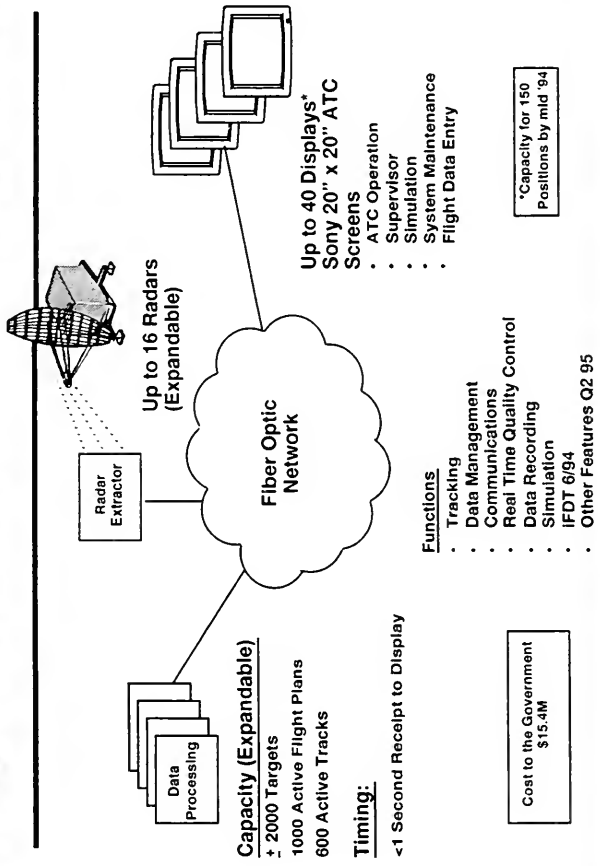 Data
Processing
Capacity (Expandable)
± 2000 Targets
1000 Active Flight Plans
600 Active Tracks
Timing:
<1 Second Receipt to Display
Cost to the Government
$15.4M
Radar
Extractor
Up to 16 Radars
(Expandable)
Fiber Optic
Network
Functions
· Tracking
· Data Management
· Communications
· Real Time Quality Control
· Data Recording
· Simulation
· IFDT 6/94
· Other Features Q2 95
Up to 40 Displays*
Sony 20" x 20" ATC
Screens
· ATC Operation
· Supervisor
· Simulation
· System Maintenance
· Flight Data Entry
*Capacity for 150
Positions by mid '94